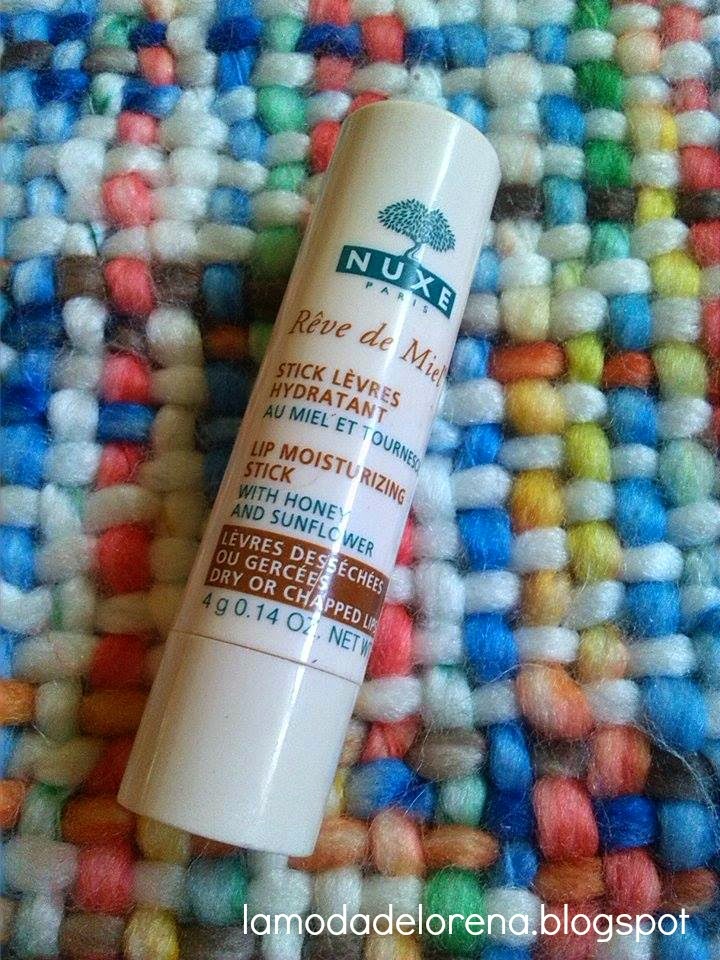 NUXE
PARIS
Rêve de Miel
STICK LÈVRES
HYDRATANT
AU MIEL ET TOURNESOL
LIP MOISTURIZING
STICK
WITH HONEY
AND SUNFLOWER
LÈVRES DESSÉCHÉES
OU GERCÉES
DRY OR CHAPPED LIPS
4 g 0.14 OZ. NET
lamodadelorena.blogspot